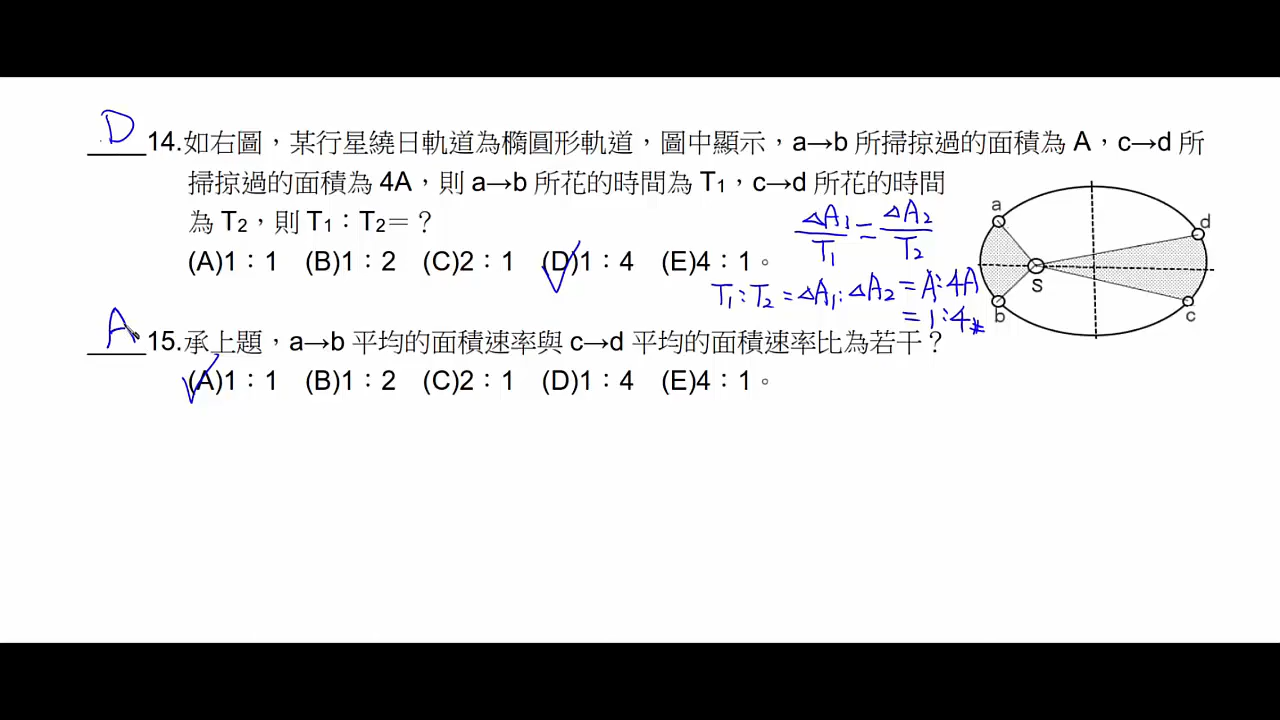 D 14.如右圖，某行星繞日軌道為橢圓形軌道，圖中顯示，a→b 所掃掠過的面積為 A，c→d 所
掃掠過的面積為 4A，則 a→b 所花的時間為 T1，c→d 所花的時間
為 T2，則 T1：T2＝？
(A)1：1 (B)1：2 (C)2：1 (D)1：4 (E)4：1。
ΔA1/T1 = ΔA2/T2
T1:T2 = ΔA1:ΔA2 = A:4A
= 1:4#
a
d
S
b
c
A 15.承上題，a→b 平均的面積速率與 c→d 平均的面積速率比為若干？
(A)1：1 (B)1：2 (C)2：1 (D)1：4 (E)4：1。